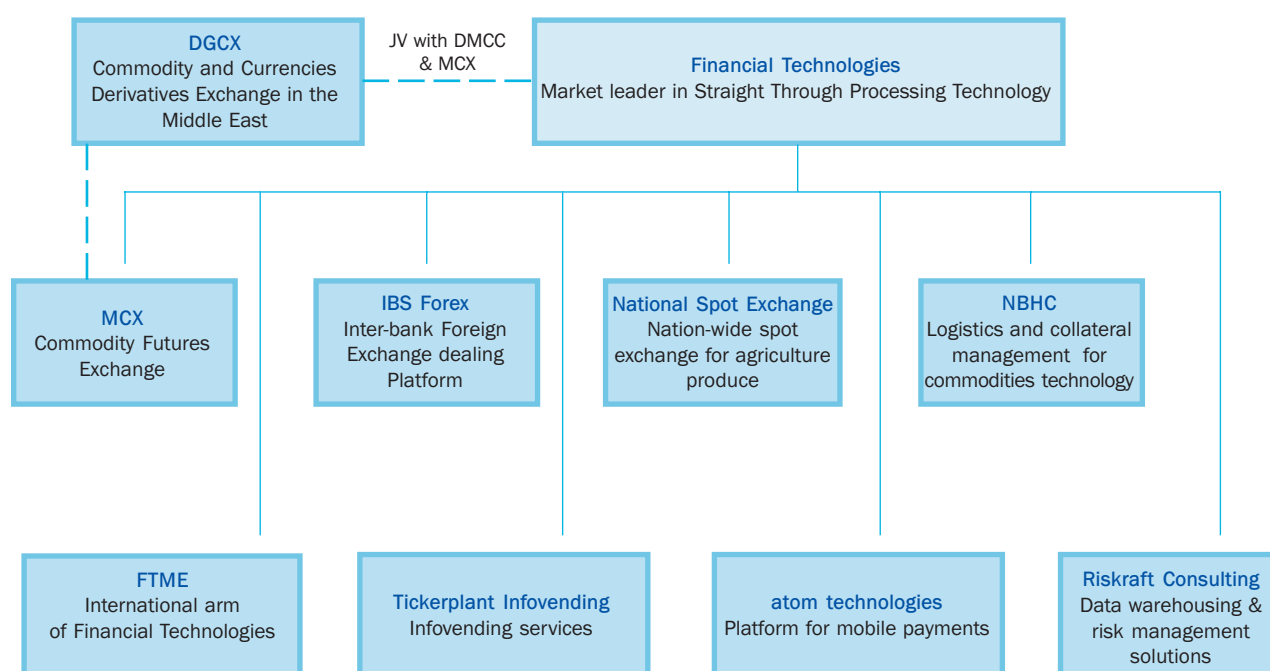 DGCX
Commodity and Currencies
Derivatives Exchange in the
Middle East
JV with DMCC
& MCX
Financial Technologies
Market leader in Straight Through Processing Technology
MCX
Commodity Futures
Exchange
IBS Forex
Inter-bank Foreign
Exchange dealing
Platform
National Spot Exchange
Nation-wide spot
exchange for agriculture
produce
NBHC
Logistics and collateral
management for
commodities technology
FTME
International arm
of Financial Technologies
Tickerplant Infovending
Infovending services
atom technologies
Platform for mobile payments
Riskraft Consulting
Data warehousing &
risk management
solutions